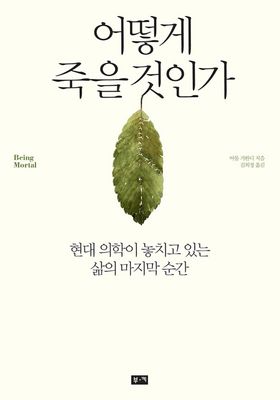 어떻게
죽을 것인가
Being
Mortal
아툴 가완디 지음
김희정 옮김
현대 의학이 놓치고 있는
삶의 마지막 순간
부·키